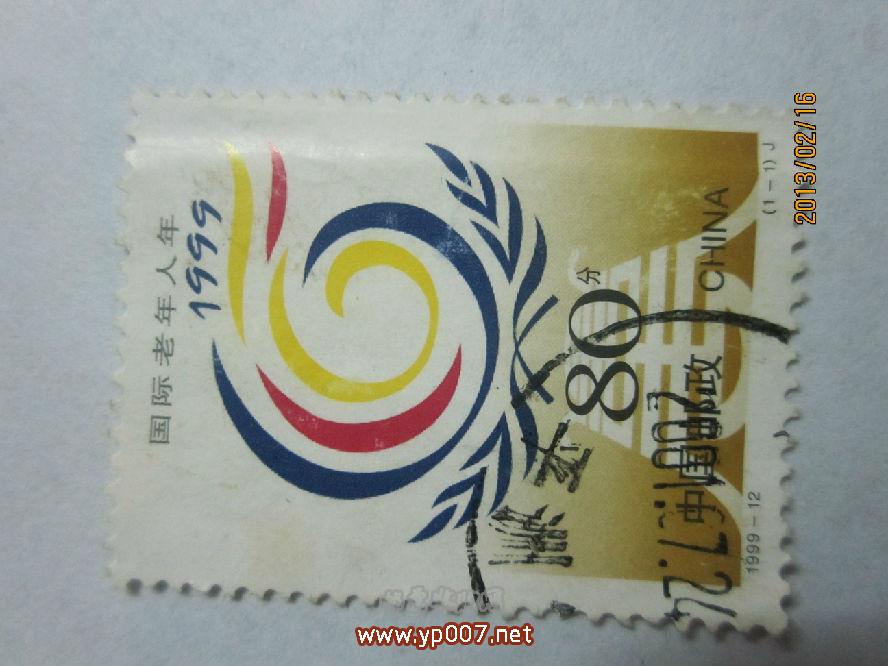 国际老年人年
1999
80分
中国邮政 CHINA
1999-12
(1-1)J
2013/02/16
www.yp007.net